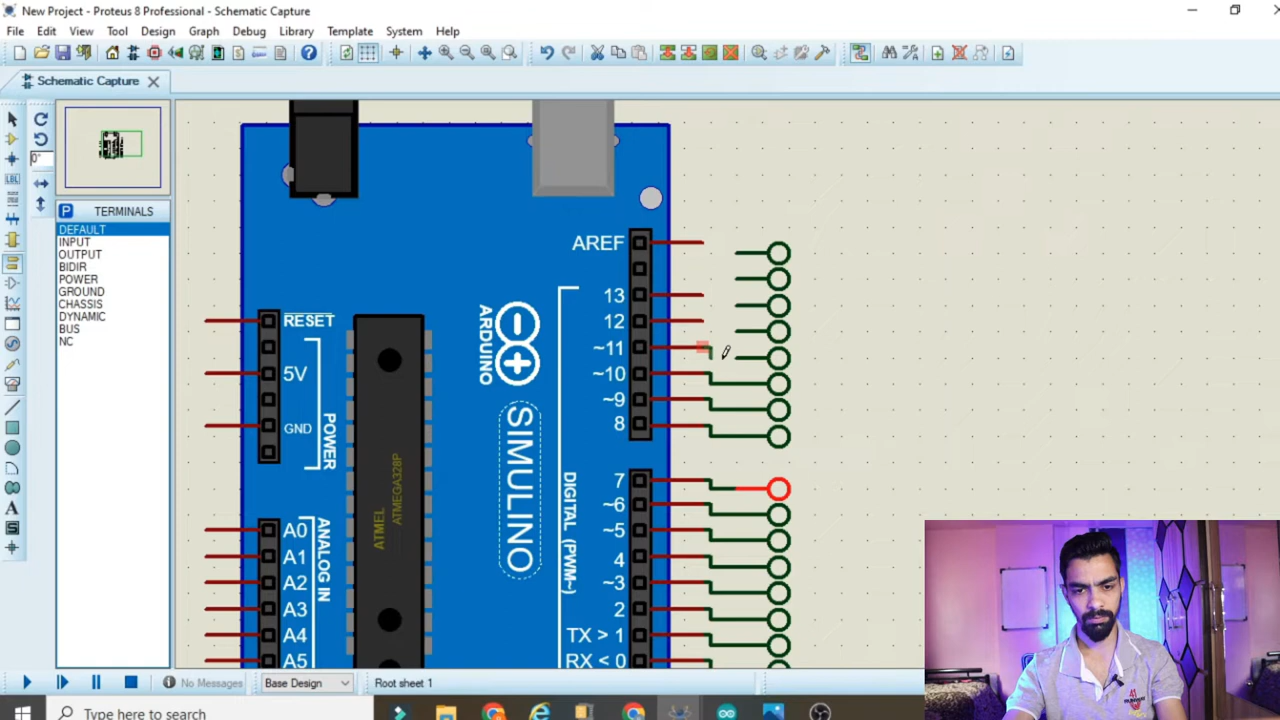 New Project - Proteus 8 Professional - Schematic Capture
File Edit View Tool Design Graph Debug Library Template System Help
Schematic Capture
0°
LBL
P TERMINALS
DEFAULT
INPUT
OUTPUT
BIDIR
POWER
GROUND
CHASSIS
DYNAMIC
BUS
NC
AREF
13
12
~11
~10
~9
8
7
~6
~5
4
~3
2
TX > 1
RX < 0
RESET
5V
GND
POWER
A0
A1
A2
A3
A4
A5
ANALOG IN
ATMEL
ATMEGA328P
ARDUINO
SIMULINO
DIGITAL (PWM~)
No Messages
Base Design
Root sheet 1
Type here to search